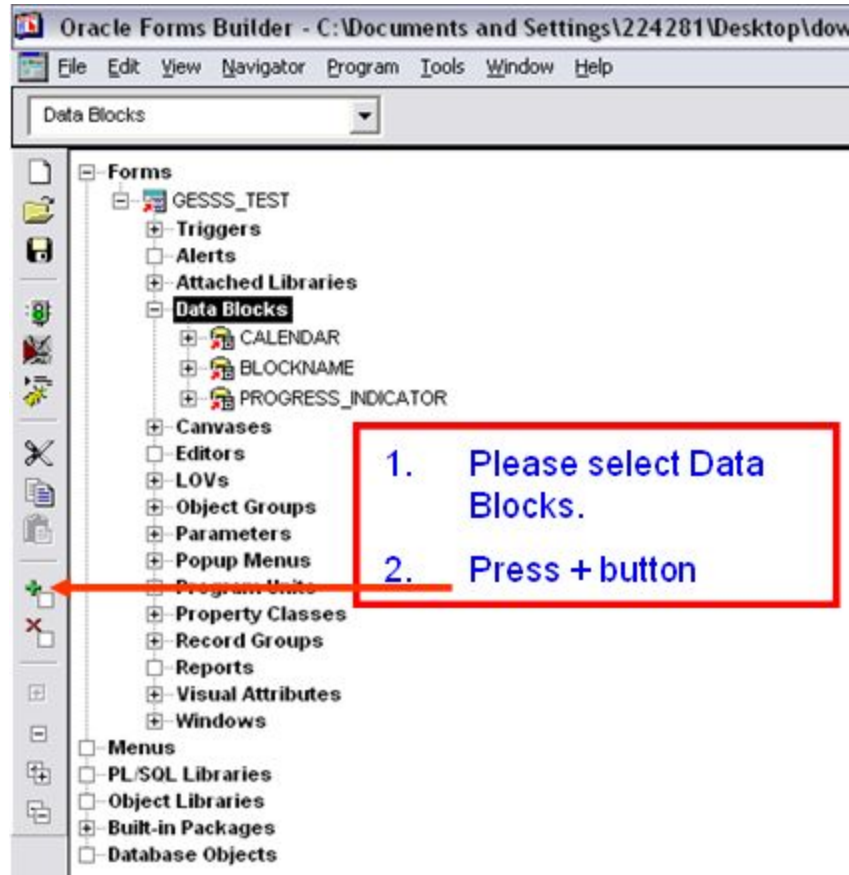 Oracle Forms Builder - C:\Documents and Settings\224281\Desktop\dow
File Edit View Navigator Program Tools Window Help
Data Blocks
Forms
GESSS_TEST
Triggers
Alerts
Attached Libraries
Data Blocks
CALENDAR
BLOCKNAME
PROGRESS_INDICATOR
Canvases
Editors
LOVs
Object Groups
Parameters
Popup Menus
Program Units
Property Classes
Record Groups
Reports
Visual Attributes
Windows
Menus
PL/SQL Libraries
Object Libraries
Built-in Packages
Database Objects
1. Please select Data
Blocks.
2. Press + button